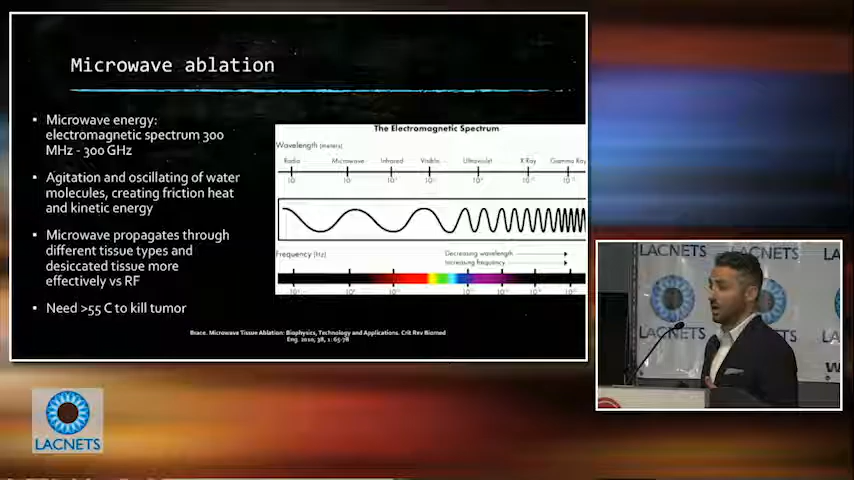 Microwave ablation
▪ Microwave energy:
electromagnetic spectrum 300
MHz - 300 GHz
▪ Agitation and oscillating of water
molecules, creating friction heat
and kinetic energy
▪ Microwave propagates through
different tissue types and
desiccated tissue more
effectively vs RF
▪ Need >55 C to kill tumor
The Electromagnetic Spectrum
Wavelength (meters)
Radio Microwave Infrared Visible Ultraviolet X Ray Gamma Ray
Frequency (Hz)
Decreasing wavelength
Increasing frequency
Brace. Microwave Tissue Ablation: Biophysics, Technology and Applications. Crit Rev Biomed
Eng. 2010, 38, 1: 65-78
LACNETS
LACNETS
LACNETS
LACNETS
LACNETS